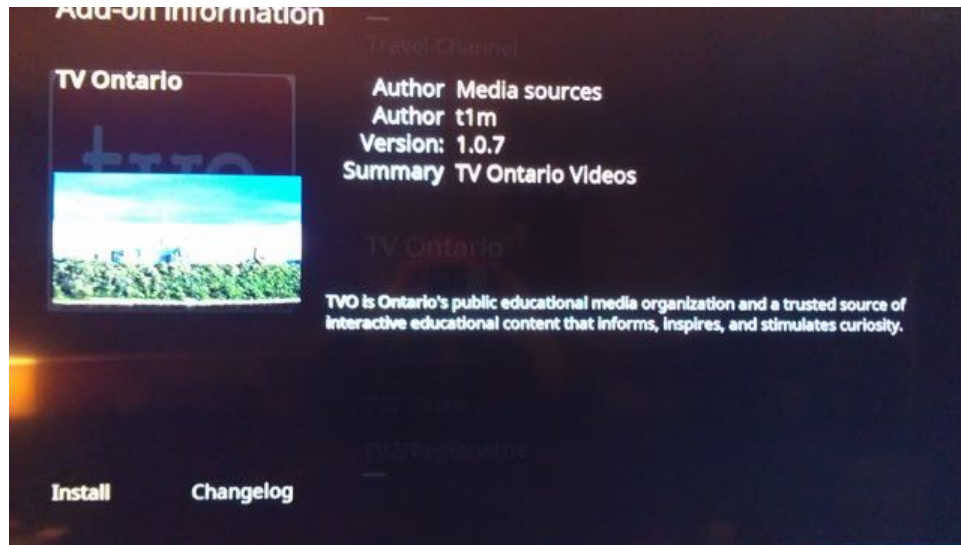 Add-on information
Travel Channel
TV Ontario
tvo
Author Media sources
Author t1m
Version: 1.0.7
Summary TV Ontario Videos
TV Ontario
TVO is Ontario's public educational media organization and a trusted source of
interactive educational content that informs, inspires, and stimulates curiosity.
Install Changelog